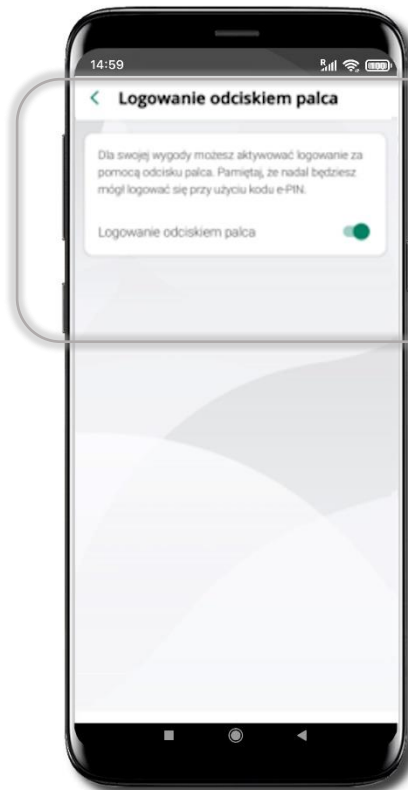 14:59
Logowanie odciskiem palca
Dla swojej wygody możesz aktywować logowanie za
pomocą odcisku palca. Pamiętaj, że nadal będziesz
mógł logować się przy użyciu kodu e-PIN.
Logowanie odciskiem palca